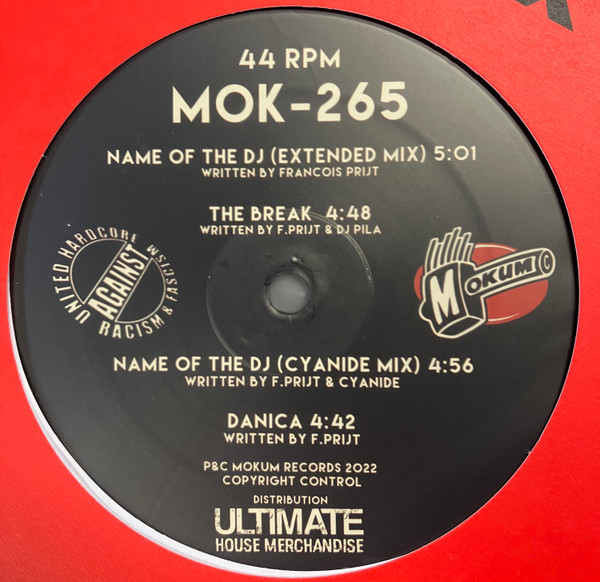 44 RPM
MOK-265
NAME OF THE DJ (EXTENDED MIX) 5:01
WRITTEN BY FRANCOIS PRIJT
THE BREAK 4:48
WRITTEN BY F.PRIJT & DJ PILA
UNITED HARDCORE
AGAINST
RACISM & FASCISM
MOKUM
NAME OF THE DJ (CYANIDE MIX) 4:56
WRITTEN BY F.PRIJT & CYANIDE
DANICA 4:42
WRITTEN BY F.PRIJT
P&C MOKUM RECORDS 2022
COPYRIGHT CONTROL
DISTRIBUTION
ULTIMATE
HOUSE MERCHANDISE